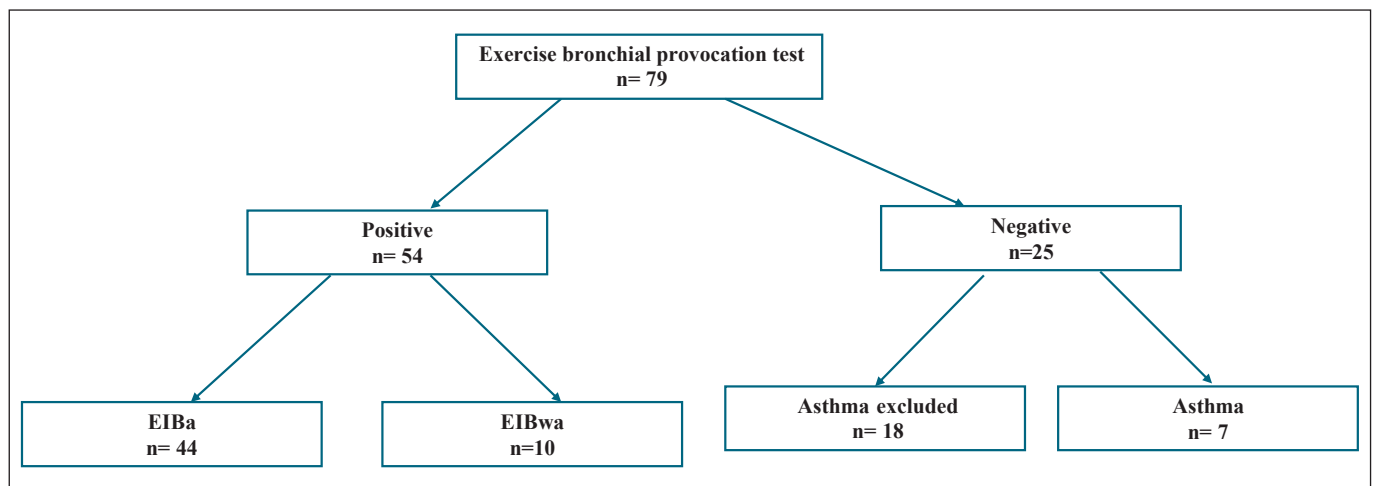 Exercise bronchial provocation test
n= 79
Positive
n= 54
Negative
n=25
EIBa
n= 44
EIBwa
n=10
Asthma excluded
n= 18
Asthma
n= 7